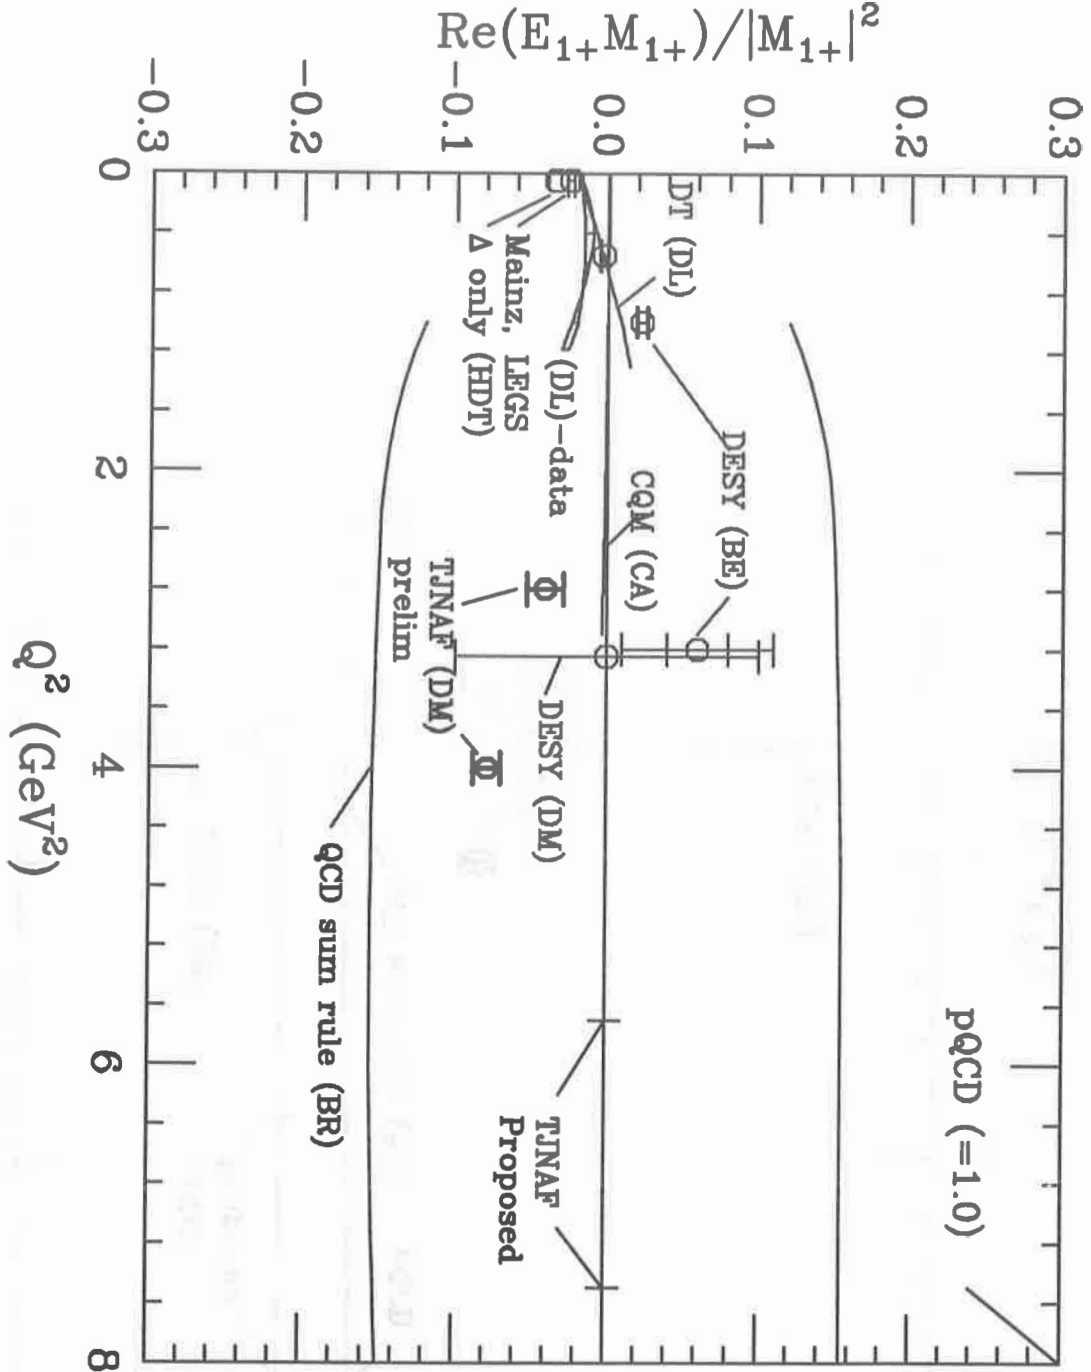 Re(E₁₊M₁₊)/|M₁₊|²
0.3
0.2
0.1
0.0
−0.1
−0.2
−0.3
0
2
4
6
8
Q² (GeV²)
pQCD (=1.0)
DESY (BE)
DT (DL)
CQM (CA)
(DL)-data
Mainz, LEGS
Δ only (HDT)
DESY (DM)
TJNAF (DM)
prelim
TJNAF
Proposed
QCD sum rule (BR)